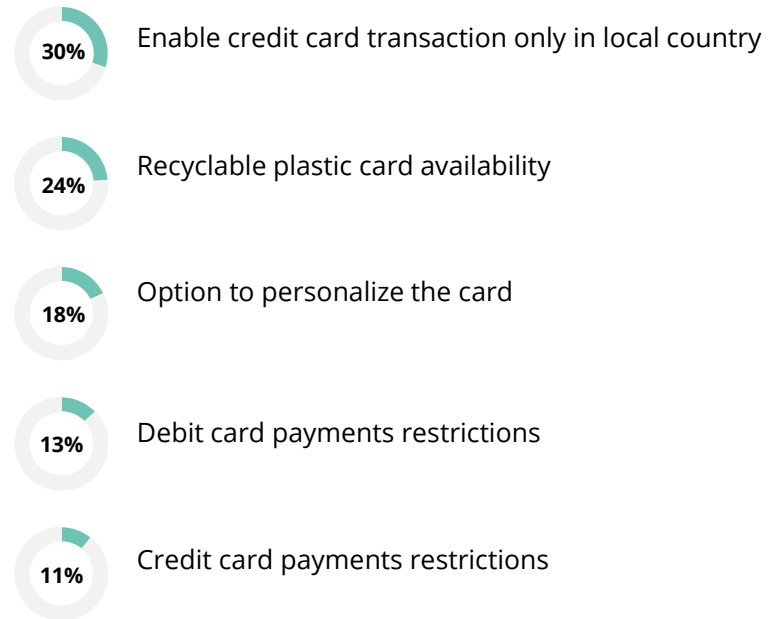 30% Enable credit card transaction only in local country
24% Recyclable plastic card availability
18% Option to personalize the card
13% Debit card payments restrictions
11% Credit card payments restrictions